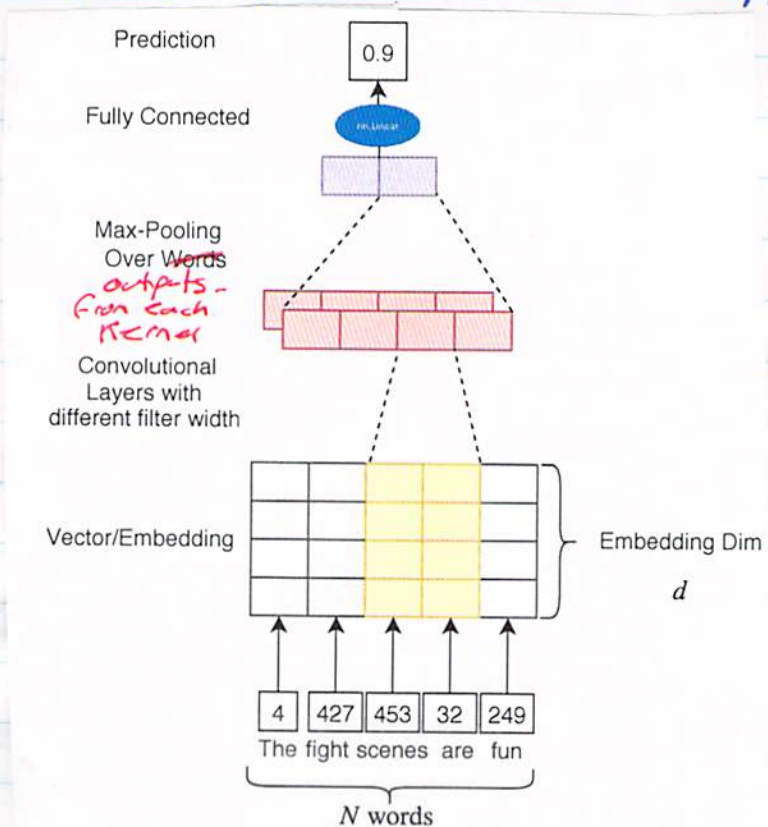 Prediction
0.9
Fully Connected
nn.Linear
Max-Pooling
Over Words
outputs -
from each
Kernel
Convolutional
Layers with
different filter width
Vector/Embedding
Embedding Dim
d
4 427 453 32 249
The fight scenes are fun
N words